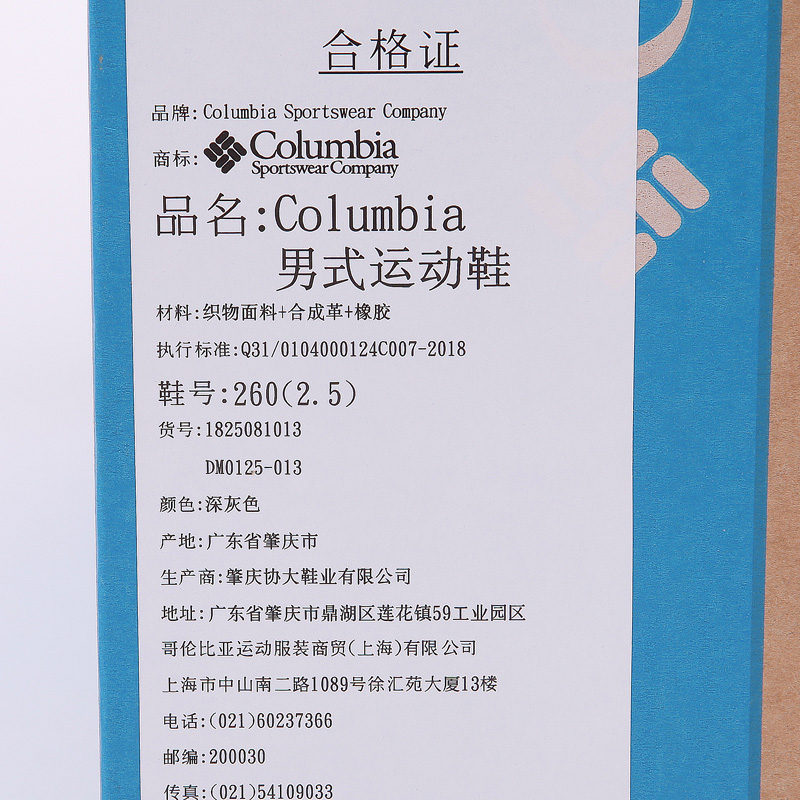 合格证
品牌:Columbia Sportswear Company
商标:Columbia
Sportswear Company
品名:Columbia
男式运动鞋
材料:织物面料+合成革+橡胶
执行标准:Q31/0104000124C007-2018
鞋号:260(2.5)
货号:1825081013
DM0125-013
颜色:深灰色
产地:广东省肇庆市
生产商:肇庆协大鞋业有限公司
地址:广东省肇庆市鼎湖区莲花镇59工业园区
哥伦比亚运动服装商贸(上海)有限公司
上海市中山南二路1089号徐汇苑大厦13楼
电话:(021)60237366
邮编:200030
传真:(021)54109033